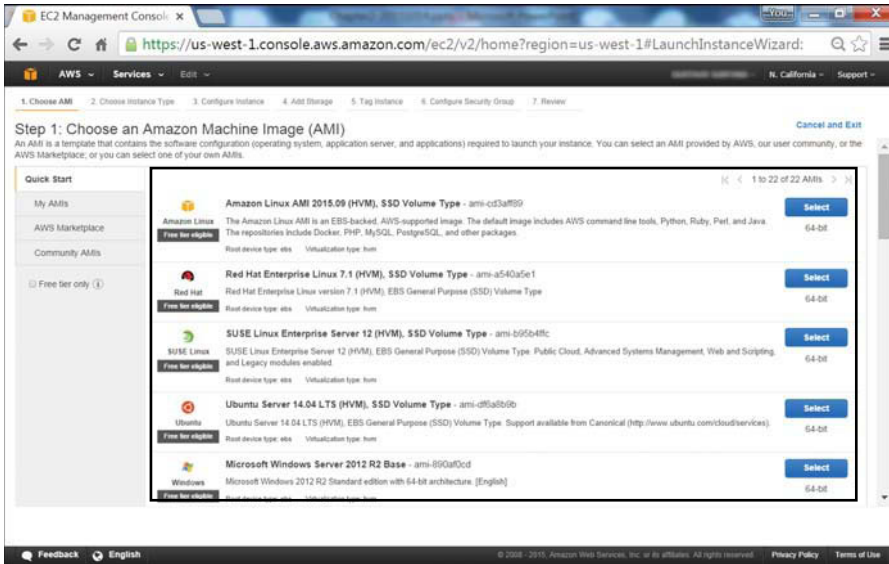 EC2 Management Console
https://us-west-1.console.aws.amazon.com/ec2/v2/home?region=us-west-1#LaunchInstanceWizard:
AWS Services Edit N. California Support
1. Choose AMI 2. Choose Instance Type 3. Configure Instance 4. Add Storage 5. Tag Instance 6. Configure Security Group 7. Review
Step 1: Choose an Amazon Machine Image (AMI)
Cancel and Exit
An AMI is a template that contains the software configuration (operating system, application server, and applications) required to launch your instance. You can select an AMI provided by AWS, our user community, or the
AWS Marketplace; or you can select one of your own AMIs.
Quick Start
My AMIs
AWS Marketplace
Community AMIs
Free tier only
1 to 22 of 22 AMIs
Amazon Linux
Free tier eligible
Amazon Linux AMI 2015.09 (HVM), SSD Volume Type - ami-cd3aff89
The Amazon Linux AMI is an EBS-backed, AWS-supported image. The default image includes AWS command line tools, Python, Ruby, Perl, and Java.
The repositories include Docker, PHP, MySQL, PostgreSQL, and other packages.
Root device type: ebs Virtualization type: hvm
Select
64-bit
Red Hat
Free tier eligible
Red Hat Enterprise Linux 7.1 (HVM), SSD Volume Type - ami-a540a5e1
Red Hat Enterprise Linux version 7.1 (HVM), EBS General Purpose (SSD) Volume Type
Root device type: ebs Virtualization type: hvm
Select
64-bit
SUSE Linux
Free tier eligible
SUSE Linux Enterprise Server 12 (HVM), SSD Volume Type - ami-b95b4ffc
SUSE Linux Enterprise Server 12 (HVM), EBS General Purpose (SSD) Volume Type. Public Cloud, Advanced Systems Management, Web and Scripting,
and Legacy modules enabled.
Root device type: ebs Virtualization type: hvm
Select
64-bit
Ubuntu
Free tier eligible
Ubuntu Server 14.04 LTS (HVM), SSD Volume Type - ami-df6a8b9b
Ubuntu Server 14.04 LTS (HVM), EBS General Purpose (SSD) Volume Type. Support available from Canonical (http://www.ubuntu.com/cloud/services).
Root device type: ebs Virtualization type: hvm
Select
64-bit
Windows
Free tier eligible
Microsoft Windows Server 2012 R2 Base - ami-890af0cd
Microsoft Windows 2012 R2 Standard edition with 64-bit architecture. [English]
Root device type: ebs Virtualization type: hvm
Select
64-bit
Feedback English
© 2008 - 2015, Amazon Web Services, Inc. or its affiliates. All rights reserved. Privacy Policy Terms of Use